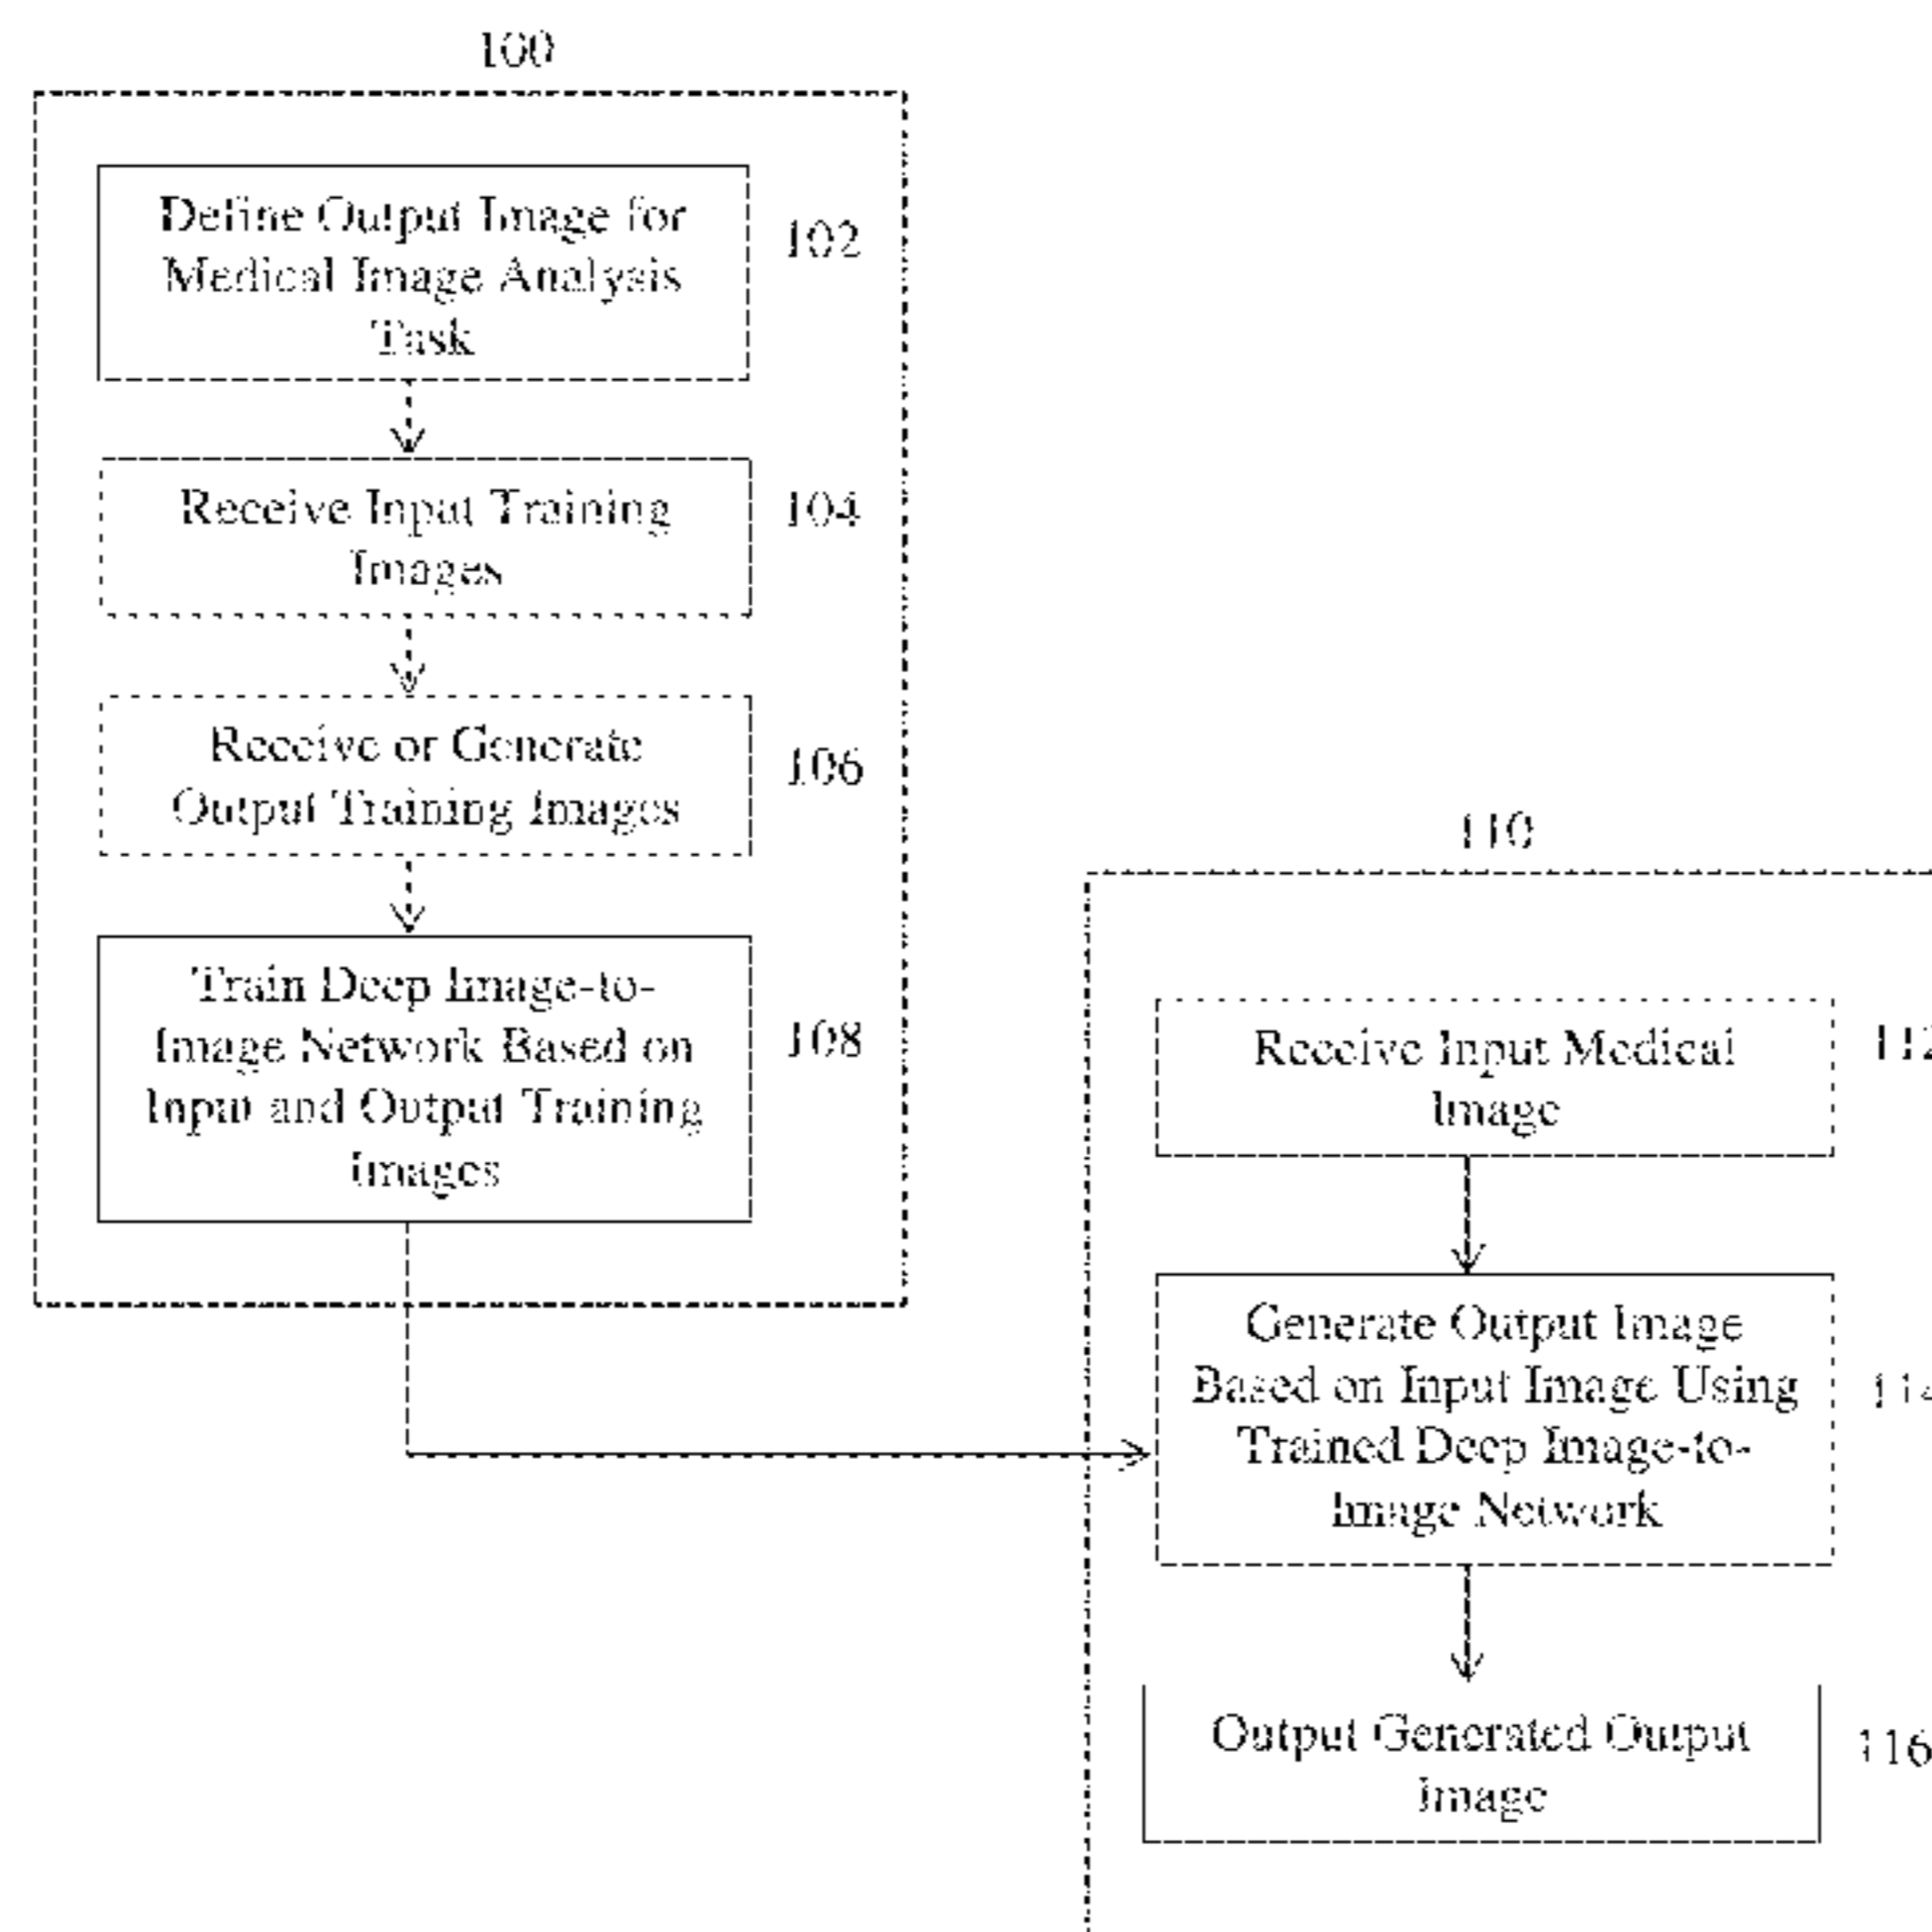 100
Define Output Image for
Medical Image Analysis
Task
102
Receive Input Training
Images
104
Receive or Generate
Output Training Images
106
Train Deep Image-to-
Image Network Based on
Input and Output Training
Images
108
110
Receive Input Medical
Image
112
Generate Output Image
Based on Input Image Using
Trained Deep Image-to-
Image Network
114
Output Generated Output
Image
116